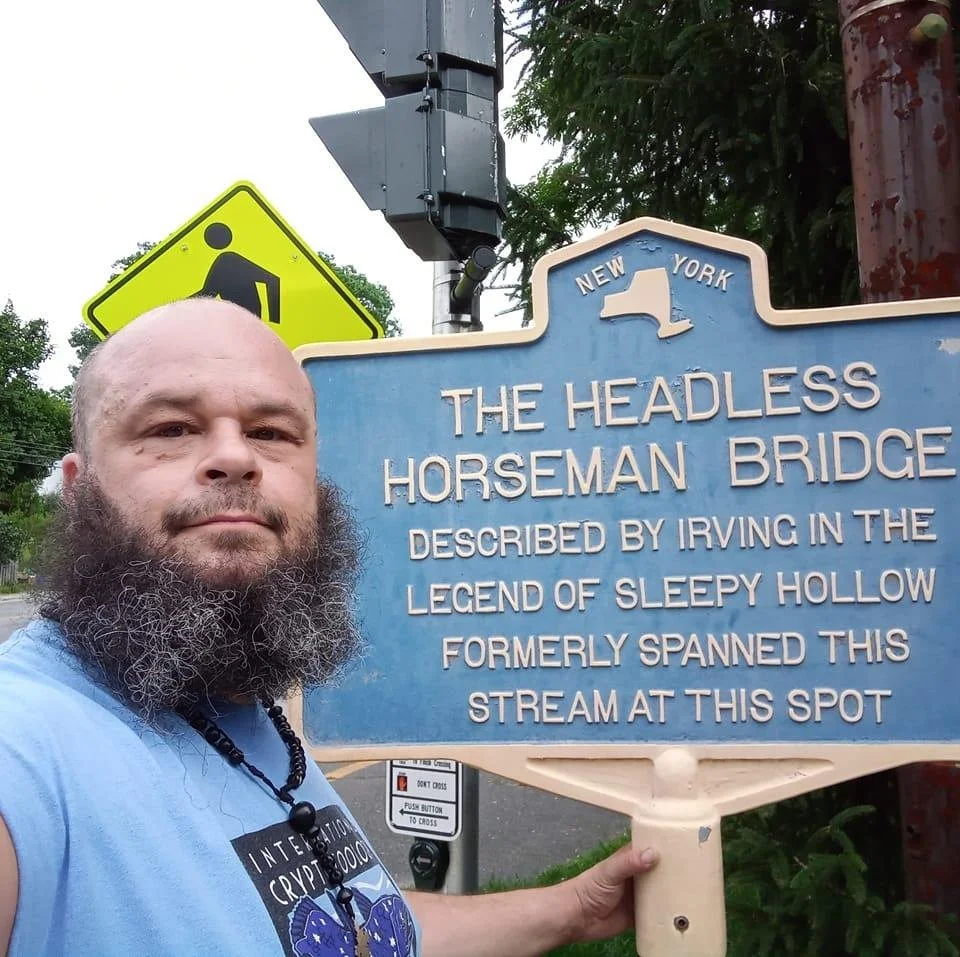 NEW YORK
THE HEADLESS
HORSEMAN BRIDGE
DESCRIBED BY IRVING IN THE
LEGEND OF SLEEPY HOLLOW
FORMERLY SPANNED THIS
STREAM AT THIS SPOT
DON'T CROSS
PUSH BUTTON
TO CROSS